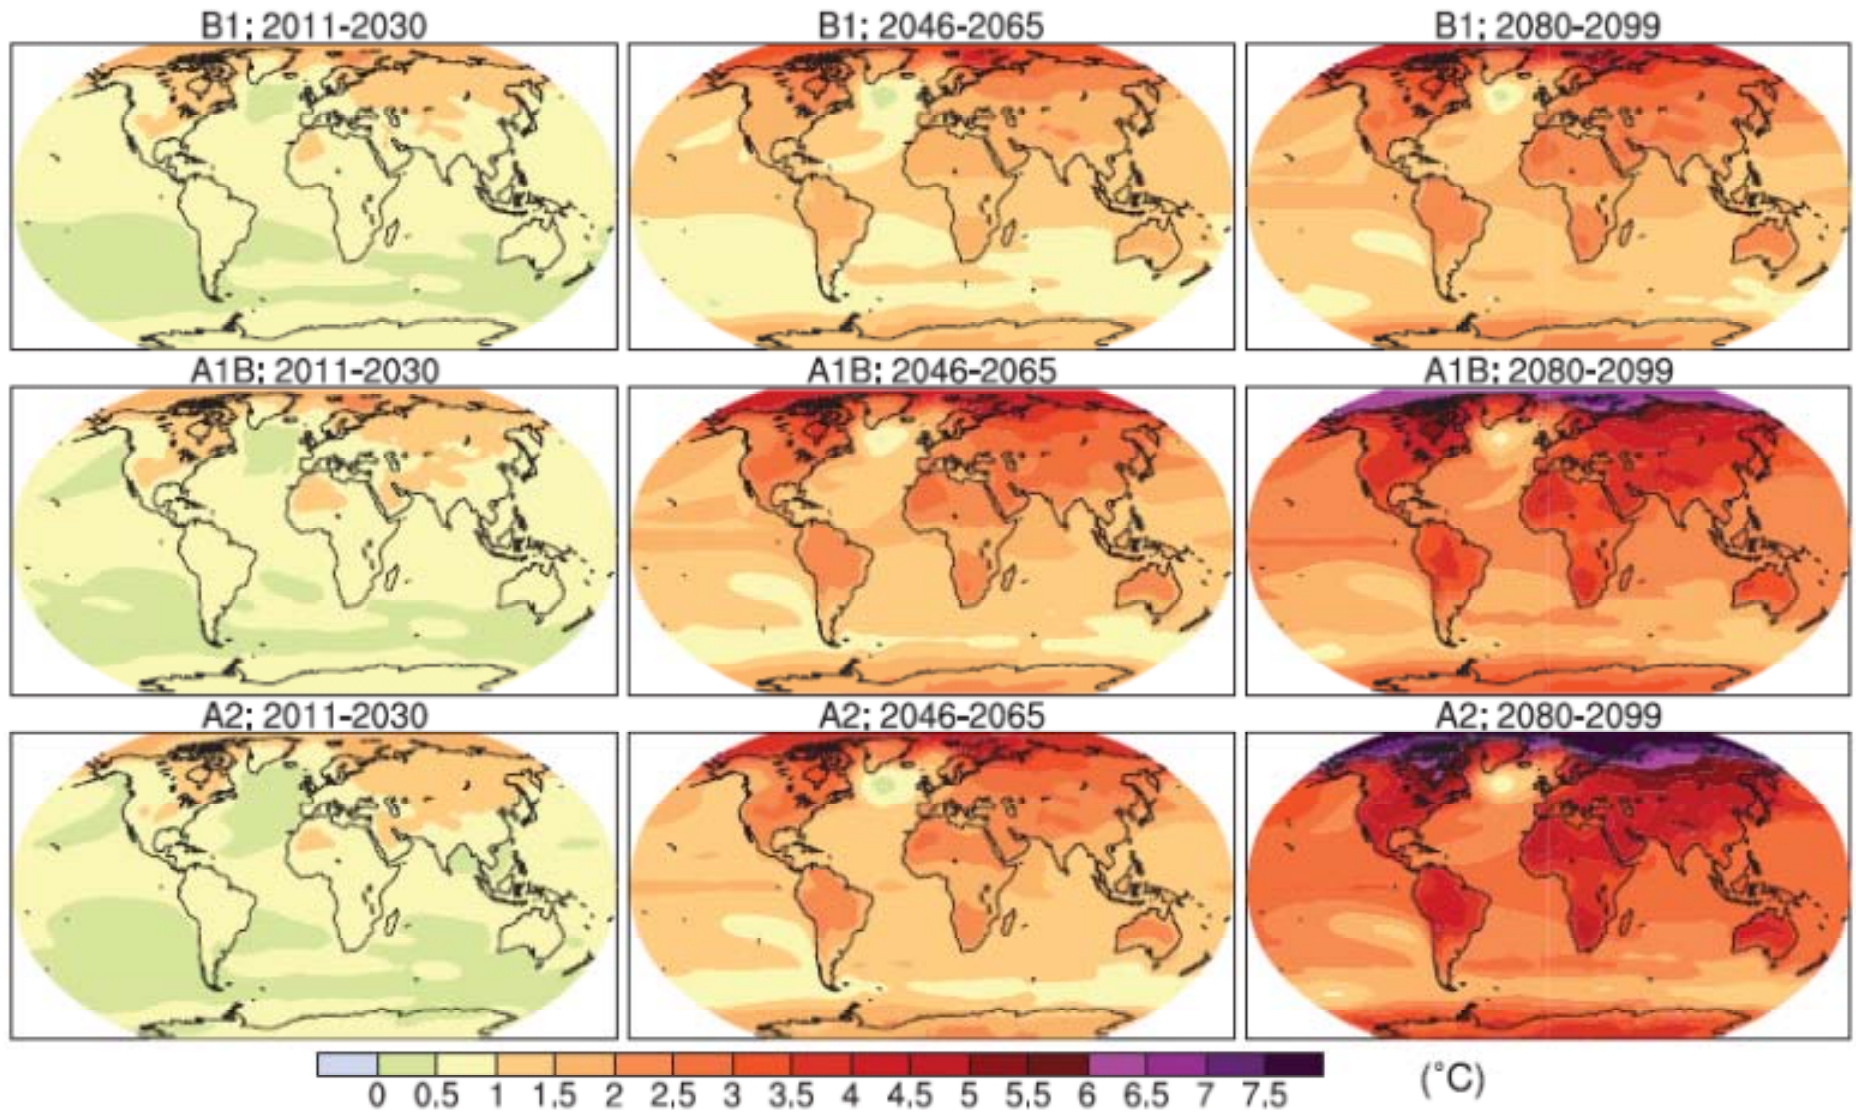 B1; 2011-2030 B1; 2046-2065 B1; 2080-2099
A1B; 2011-2030 A1B; 2046-2065 A1B; 2080-2099
A2; 2011-2030 A2; 2046-2065 A2; 2080-2099
0 0,5 1 1,5 2 2,5 3 3,5 4 4,5 5 5,5 6 6,5 7 7,5 (°C)